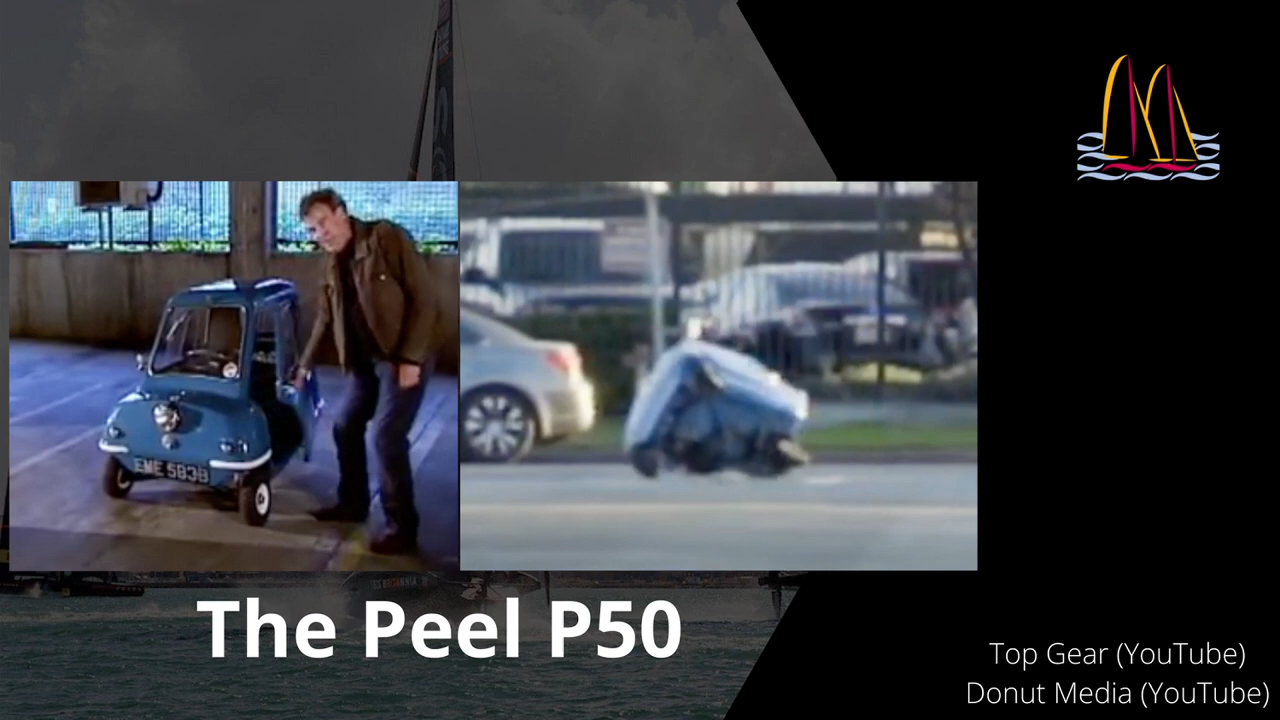 EME 583B
The Peel P50
Top Gear (YouTube)
Donut Media (YouTube)